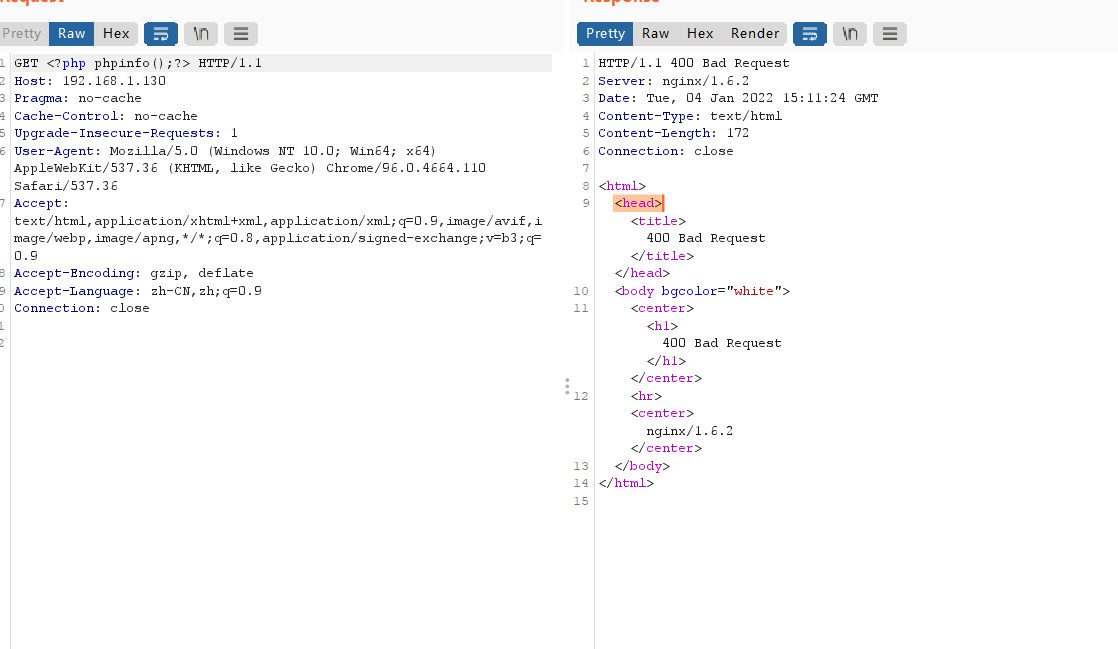 Request
Pretty Raw Hex \n
1 GET <?php phpinfo();?> HTTP/1.1
2 Host: 192.168.1.130
3 Pragma: no-cache
4 Cache-Control: no-cache
5 Upgrade-Insecure-Requests: 1
6 User-Agent: Mozilla/5.0 (Windows NT 10.0; Win64; x64)
AppleWebKit/537.36 (KHTML, like Gecko) Chrome/96.0.4664.110
Safari/537.36
7 Accept:
text/html,application/xhtml+xml,application/xml;q=0.9,image/avif,i
mage/webp,image/apng,*/*;q=0.8,application/signed-exchange;v=b3;q=
0.9
8 Accept-Encoding: gzip, deflate
9 Accept-Language: zh-CN,zh;q=0.9
0 Connection: close
1
2
Response
Pretty Raw Hex Render \n
1 HTTP/1.1 400 Bad Request
2 Server: nginx/1.6.2
3 Date: Tue, 04 Jan 2022 15:11:24 GMT
4 Content-Type: text/html
5 Content-Length: 172
6 Connection: close
7
8 <html>
9 <head>
<title>
400 Bad Request
</title>
</head>
10 <body bgcolor="white">
11 <center>
<h1>
400 Bad Request
</h1>
</center>
12 <hr>
<center>
nginx/1.6.2
</center>
13 </body>
14 </html>
15